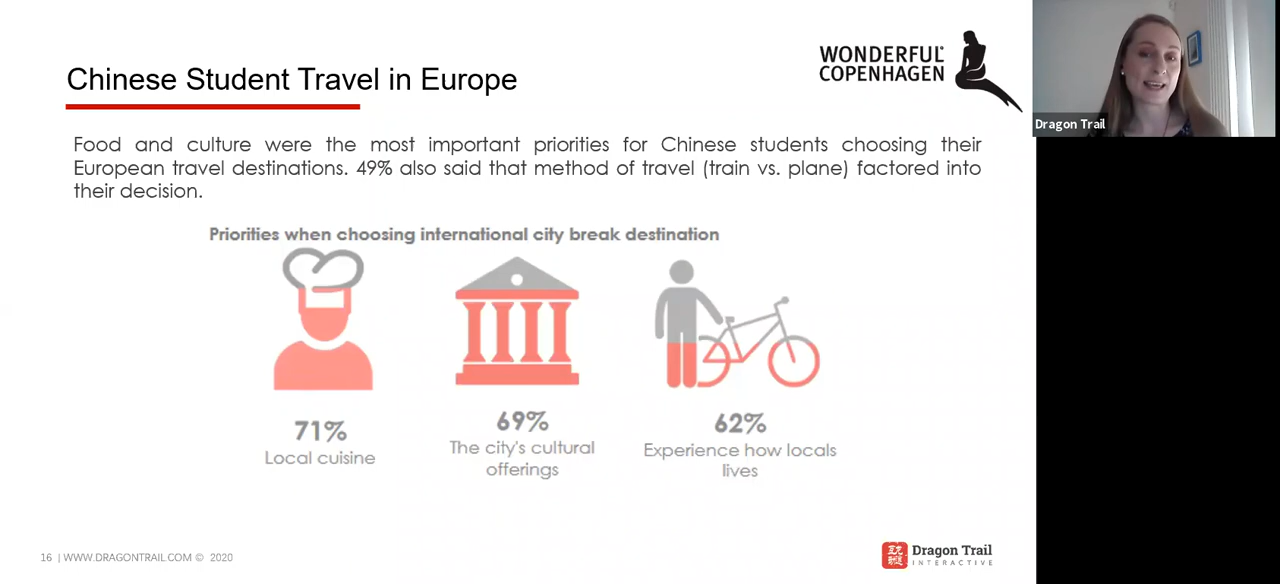 WONDERFUL
COPENHAGEN
Chinese Student Travel in Europe
Dragon Trail
Food and culture were the most important priorities for Chinese students choosing their
European travel destinations. 49% also said that method of travel (train vs. plane) factored into
their decision.
Priorities when choosing international city break destination
71%
Local cuisine
69%
The city's cultural
offerings
62%
Experience how locals
lives
16 | WWW.DRAGONTRAIL.COM © 2020
Dragon Trail
INTERACTIVE